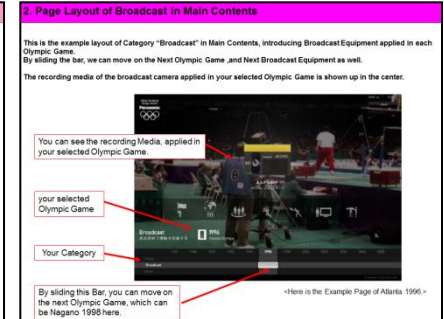 2. Page Layout of Broadcast in Main Contents
This is the example layout of Category "Broadcast" in Main Contents, introducing Broadcast Equipment applied in each
Olympic Game.
By sliding the bar, we can move on the Next Olympic Game ,and Next Broadcast Equipment as well.
The recording media of the broadcast camera applied in your selected Olympic Game is shown up in the center.
Panasonic
You can see the recording Media, applied in
your selected Olympic Game.
your selected
Olympic Game
Broadcast
1996
Your Category
1996
Broadcast
By sliding this Bar, you can move on
the next Olympic Game, which can
be Nagano 1998 here.
<Here is the Example Page of Atlanta 1996.>